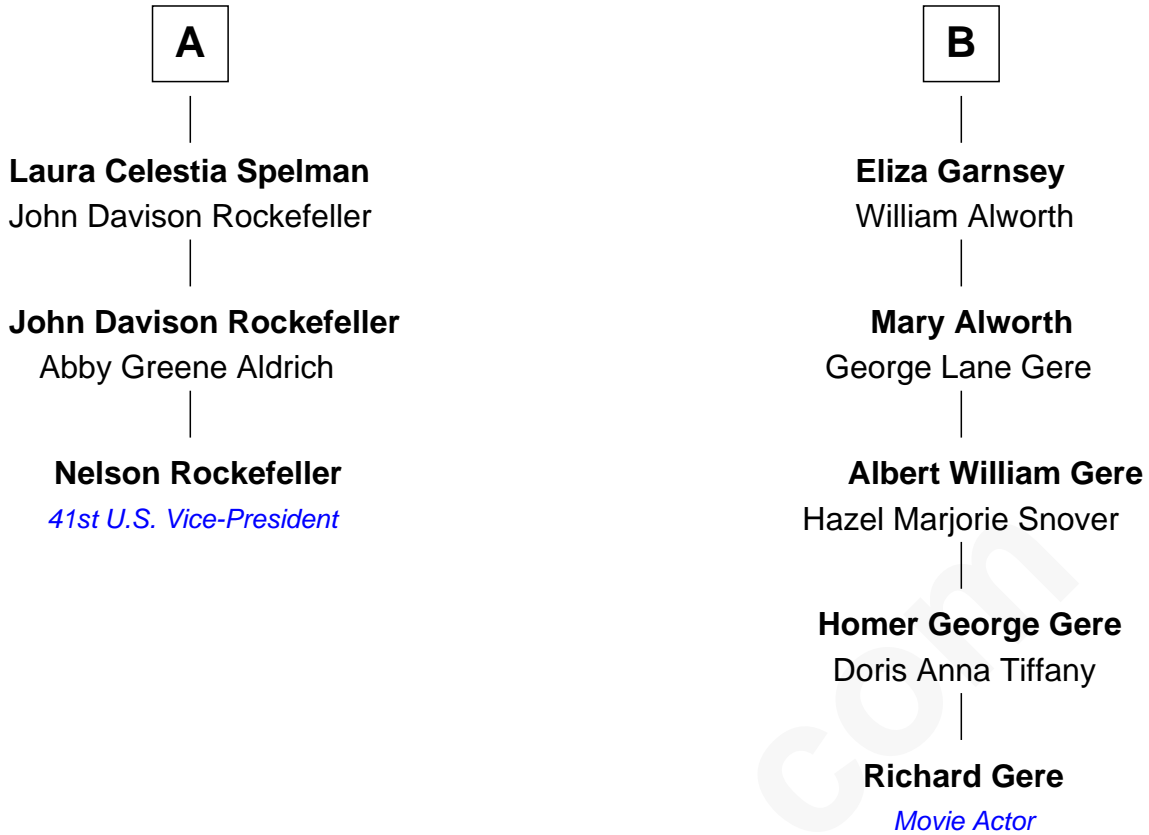 A
Laura Celestia Spelman
John Davison Rockefeller
John Davison Rockefeller
Abby Greene Aldrich
Nelson Rockefeller
41st U.S. Vice-President
B
Eliza Garnsey
William Alworth
Mary Alworth
George Lane Gere
Albert William Gere
Hazel Marjorie Snover
Homer George Gere
Doris Anna Tiffany
Richard Gere
Movie Actor
com